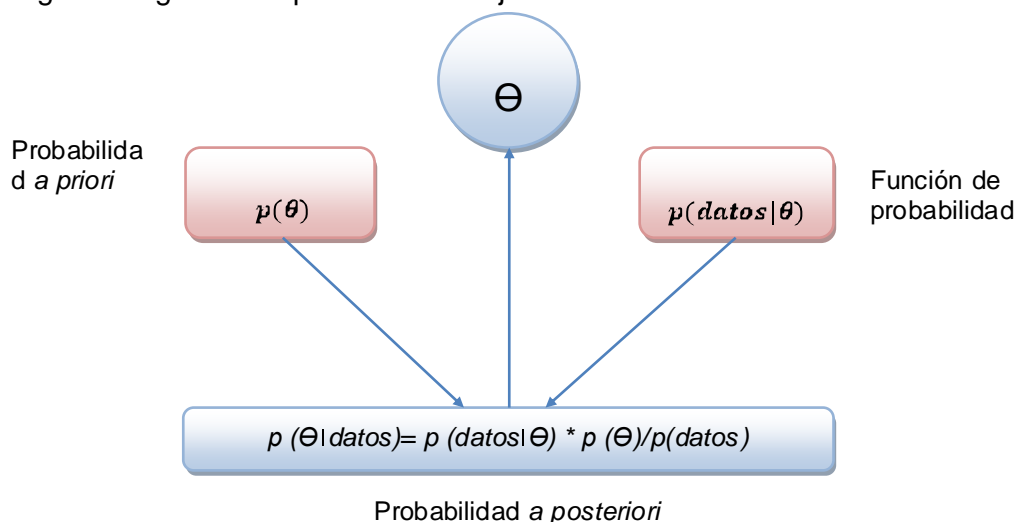 Ɵ
Probabilida
d a priori
p(θ)
p(datos|θ)
Función de
probabilidad
p (Ɵ|datos)= p (datos|Ɵ) * p (Ɵ)/p(datos)
Probabilidad a posteriori